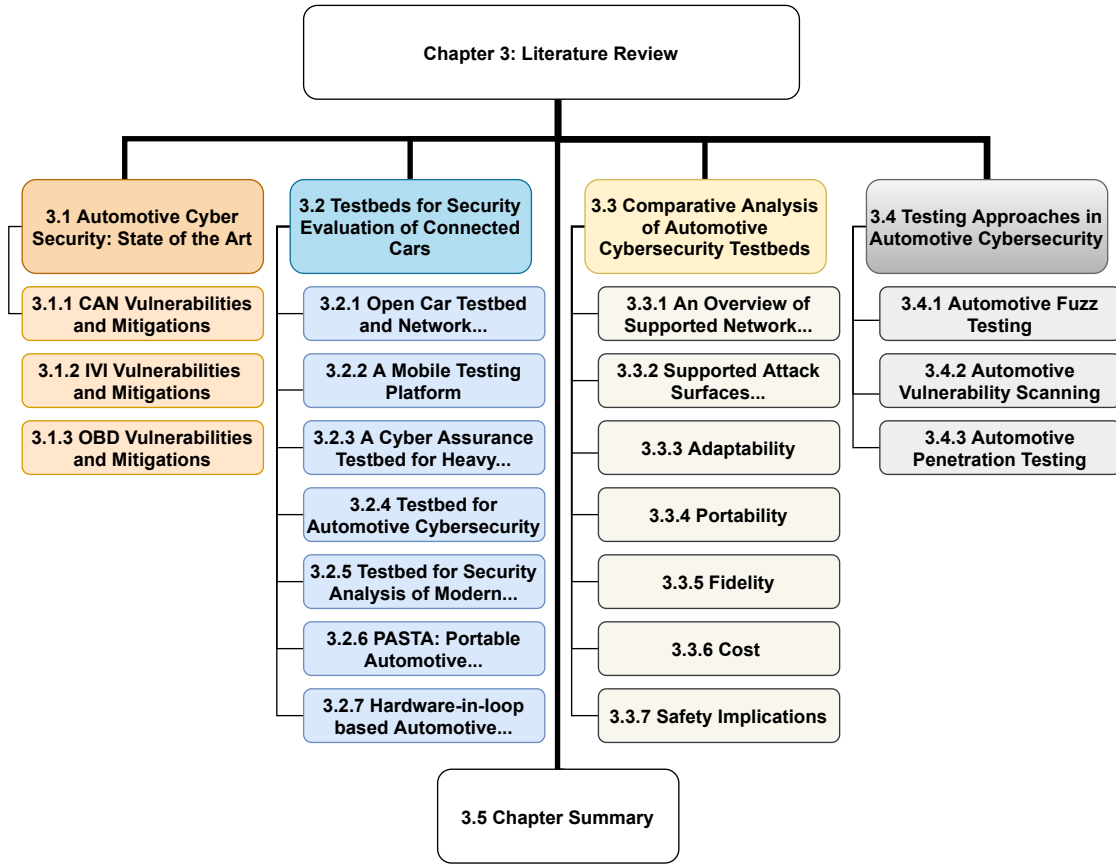 Chapter 3: Literature Review
3.1 Automotive Cyber
Security: State of the Art
3.1.1 CAN Vulnerabilities
and Mitigations
3.1.2 IVI Vulnerabilities
and Mitigations
3.1.3 OBD Vulnerabilities
and Mitigations
3.2 Testbeds for Security
Evaluation of Connected
Cars
3.2.1 Open Car Testbed
and Network...
3.2.2 A Mobile Testing
Platform
3.2.3 A Cyber Assurance
Testbed for Heavy...
3.2.4 Testbed for
Automotive Cybersecurity
3.2.5 Testbed for Security
Analysis of Modern...
3.2.6 PASTA: Portable
Automotive...
3.2.7 Hardware-in-loop
based Automotive...
3.3 Comparative Analysis
of Automotive
Cybersecurity Testbeds
3.3.1 An Overview of
Supported Network...
3.3.2 Supported Attack
Surfaces...
3.3.3 Adaptability
3.3.4 Portability
3.3.5 Fidelity
3.3.6 Cost
3.3.7 Safety Implications
3.4 Testing Approaches in
Automotive Cybersecurity
3.4.1 Automotive Fuzz
Testing
3.4.2 Automotive
Vulnerability Scanning
3.4.3 Automotive
Penetration Testing
3.5 Chapter Summary